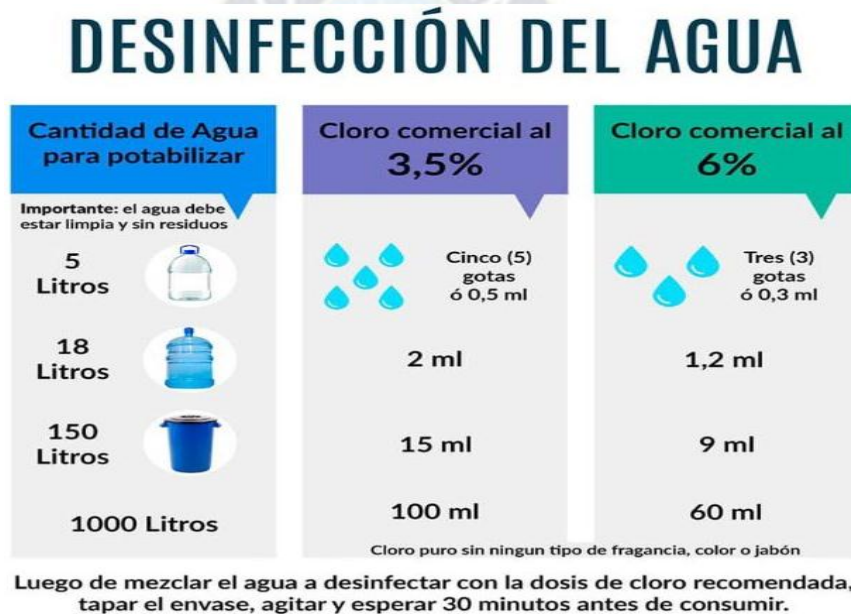 DESINFECCIÓN DEL AGUA
Cantidad de Agua
para potabilizar
Cloro comercial al
3,5%
Cloro comercial al
6%
Importante: el agua debe
estar limpia y sin residuos
5
Litros
Cinco (5)
gotas
ó 0,5 ml
Tres (3)
gotas
ó 0,3 ml
18
Litros
2 ml
1,2 ml
150
Litros
15 ml
9 ml
1000 Litros
100 ml
60 ml
Cloro puro sin ningun tipo de fragancia, color o jabón
Luego de mezclar el agua a desinfectar con la dosis de cloro recomendada,
tapar el envase, agitar y esperar 30 minutos antes de consumir.